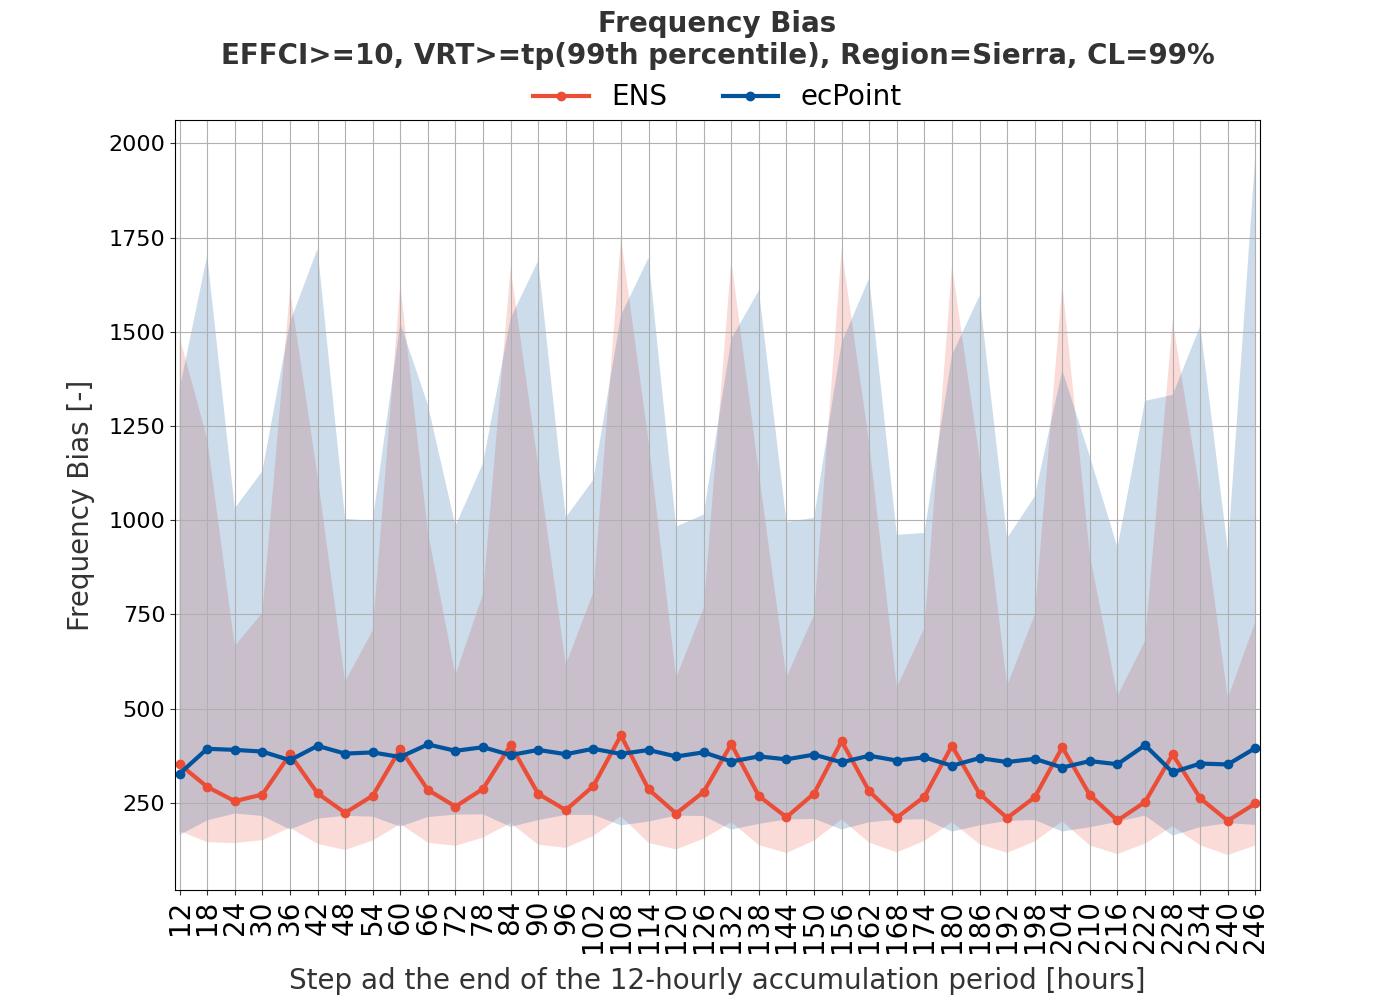 Frequency Bias
EFFCI>=10, VRT>=tp(99th percentile), Region=Sierra, CL=99%
ENS ecPoint
2000
1750
1500
1250
1000
750
500
250
Frequency Bias [-]
12 18 24 30 36 42 48 54 60 66 72 78 84 90 96 102 108 114 120 126 132 138 144 150 156 162 168 174 180 186 192 198 204 210 216 222 228 234 240 246
Step ad the end of the 12-hourly accumulation period [hours]